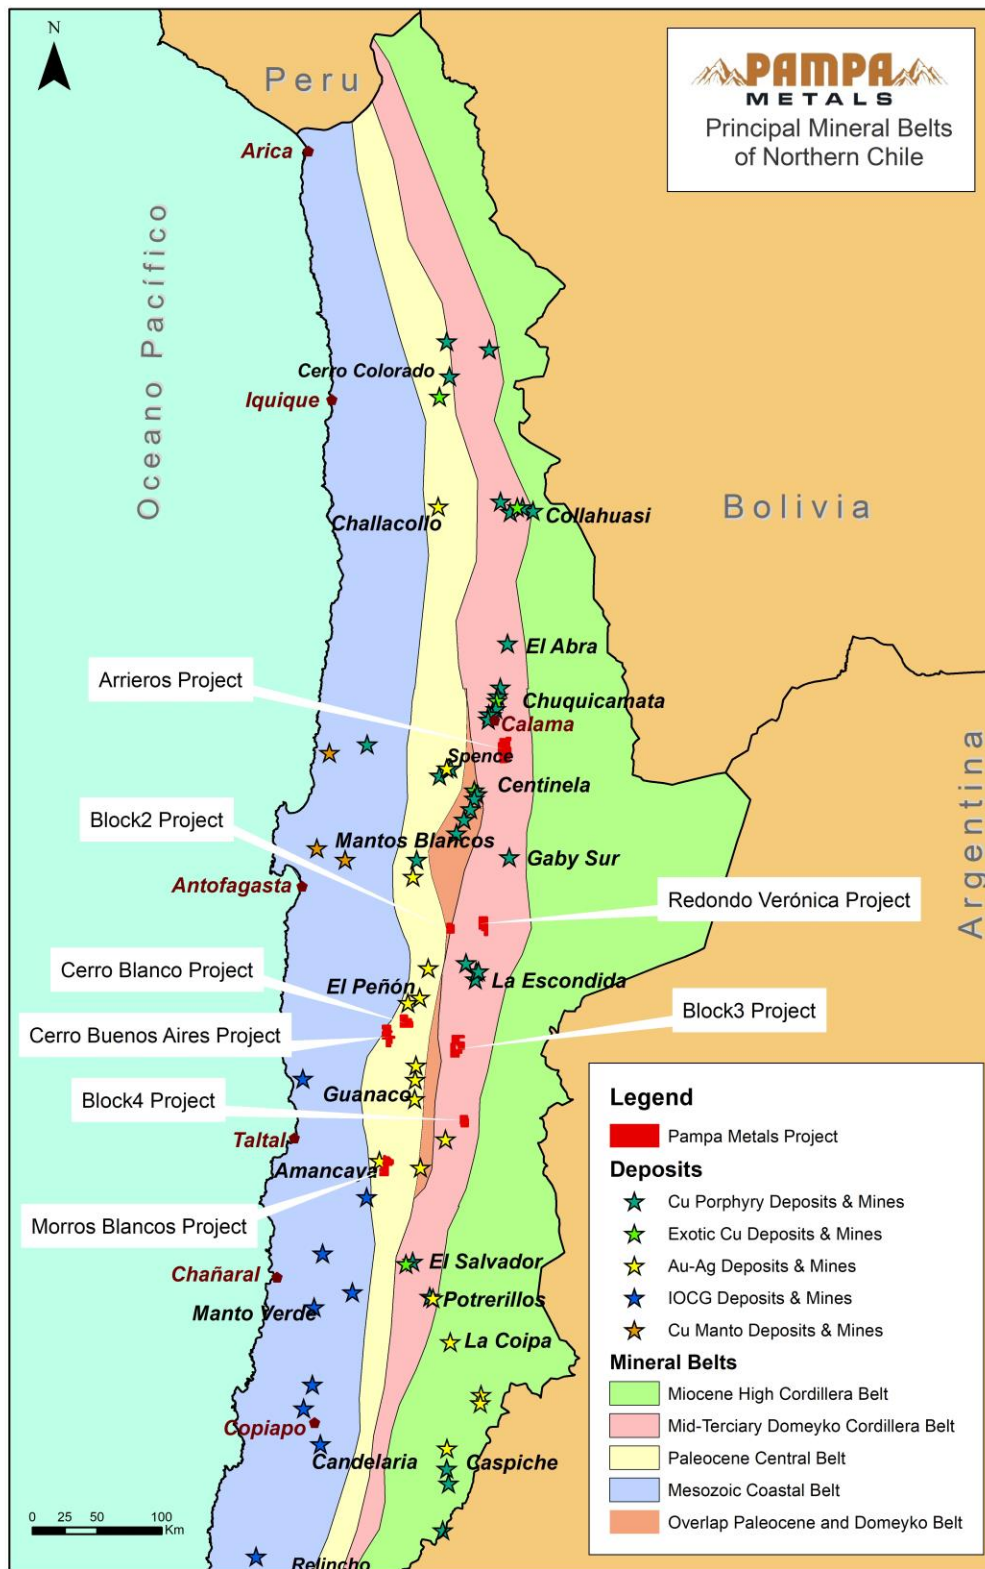 N
Peru
PAMPA
METALS
Principal Mineral Belts
of Northern Chile
Arica
Oceano Pacífico
Cerro Colorado
Iquique
Challacollo
Collahuasi
Bolivia
El Abra
Arrieros Project
Chuquicamata
Calama
Spence
Centinela
Block2 Project
Mantos Blancos
Gaby Sur
Antofagasta
Argentina
Redondo Verónica Project
Cerro Blanco Project
El Peñón
La Escondida
Block3 Project
Cerro Buenos Aires Project
Guanaco
Block4 Project
Taltal
Amancaya
Morros Blancos Project
El Salvador
Chañaral
Potrerillos
Manto Verde
La Coipa
Copiapo
Candelaria
Caspiche
Relincho
0 25 50 100
Km
Legend
Pampa Metals Project
Deposits
Cu Porphyry Deposits & Mines
Exotic Cu Deposits & Mines
Au-Ag Deposits & Mines
IOCG Deposits & Mines
Cu Manto Deposits & Mines
Mineral Belts
Miocene High Cordillera Belt
Mid-Terciary Domeyko Cordillera Belt
Paleocene Central Belt
Mesozoic Coastal Belt
Overlap Paleocene and Domeyko Belt